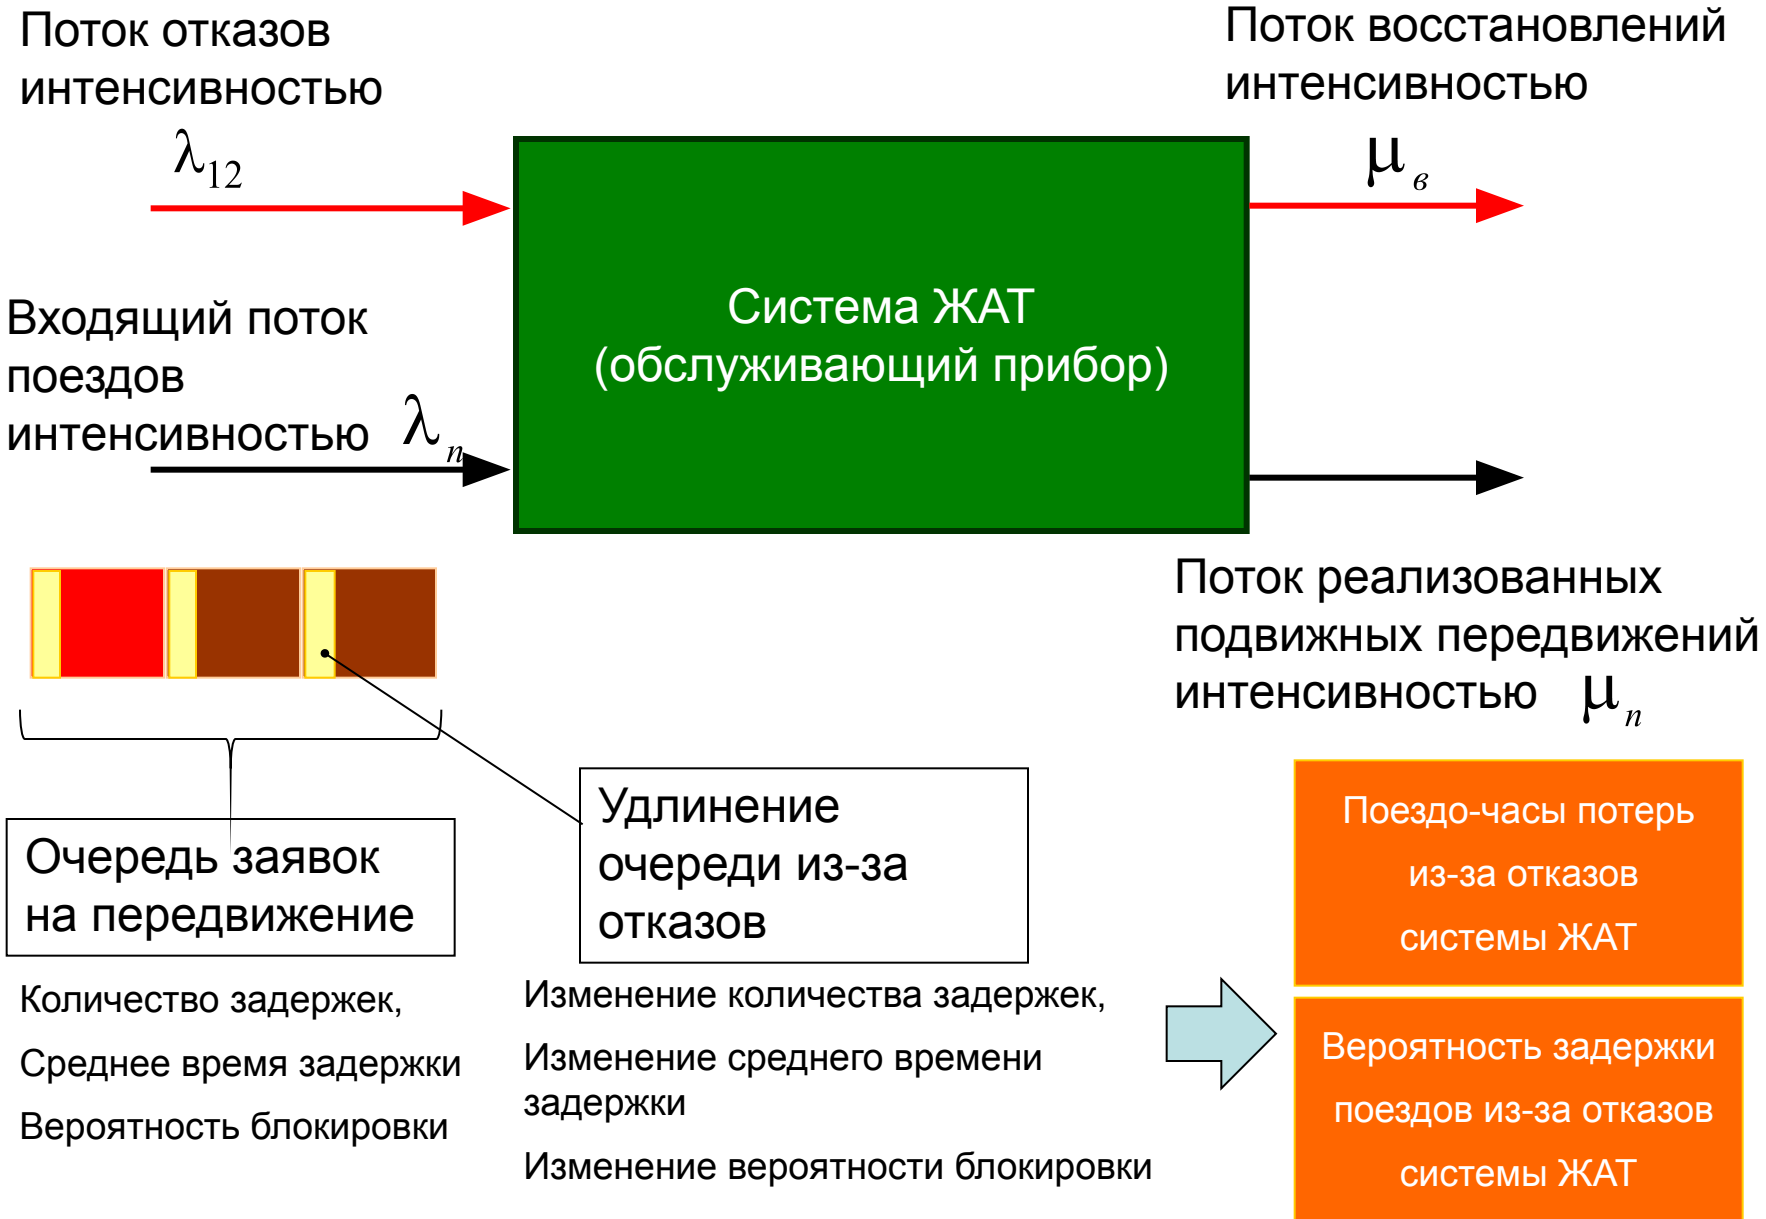 Поток отказов
интенсивностью
λ₁₂
Поток восстановлений
интенсивностью
μ_в
Входящий поток
поездов
интенсивностью λ_п
Система ЖАТ
(обслуживающий прибор)
Поток реализованных
подвижных передвижений
интенсивностью μ_п
Очередь заявок
на передвижение
Удлинение
очереди из-за
отказов
Количество задержек,
Среднее время задержки
Вероятность блокировки
Изменение количества задержек,
Изменение среднего времени
задержки
Изменение вероятности блокировки
Поездо-часы потерь
из-за отказов
системы ЖАТ
Вероятность задержки
поездов из-за отказов
системы ЖАТ